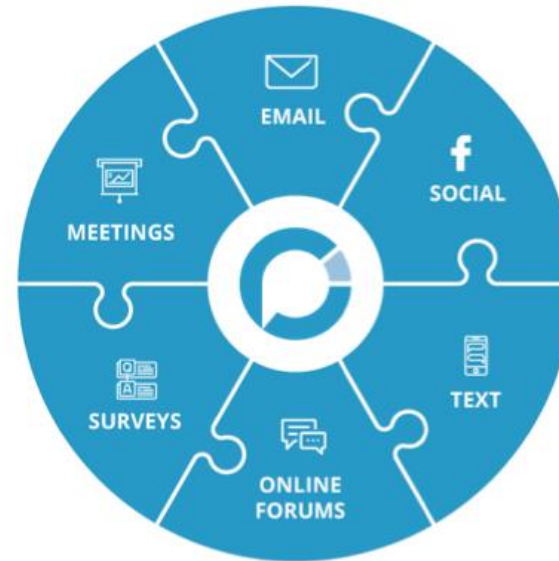 EMAIL
SOCIAL
MEETINGS
TEXT
Q
A
SURVEYS
ONLINE
FORUMS